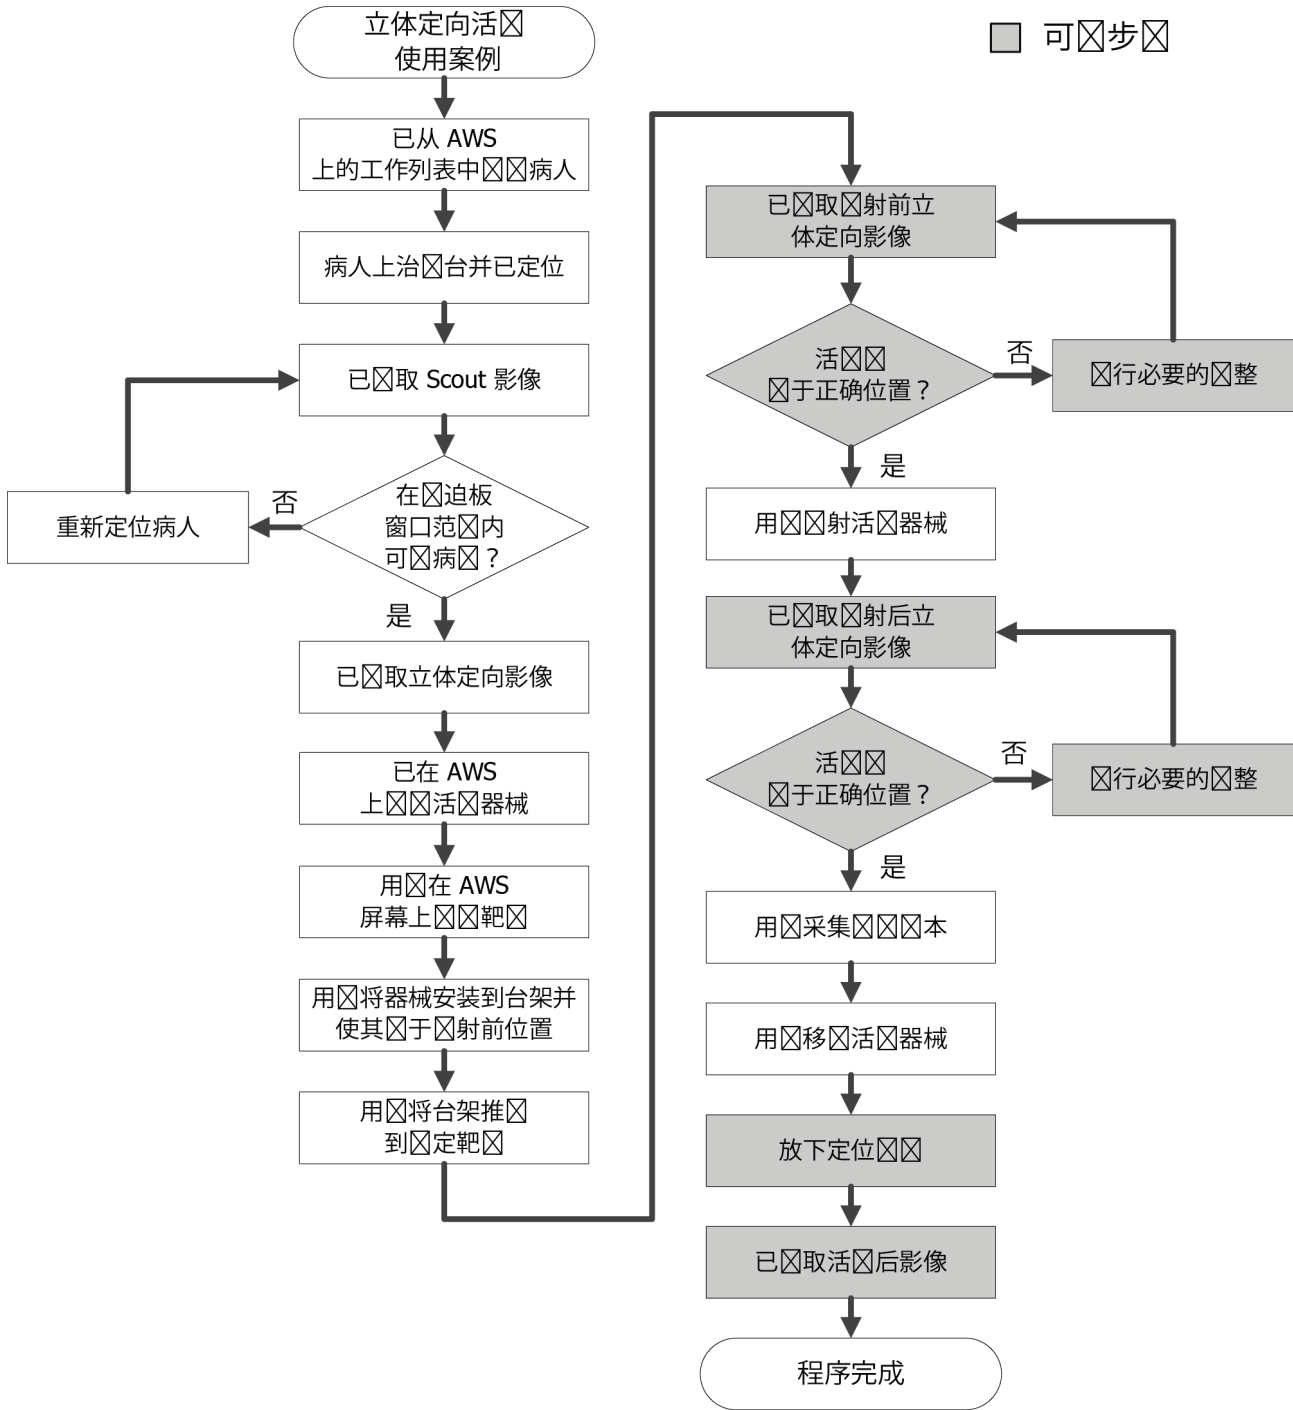 立体定向活☒
使用案例
已从 AWS
上的工作列表中☒☒病人
病人上治☒台并已定位
已☒取 Scout 影像
重新定位病人
否
在☒迫板
窗口范☒内
可☒病☒？
是
已☒取立体定向影像
已在 AWS
上☒☒活☒器械
用☒在 AWS
屏幕上☒☒靶☒
用☒将器械安装到台架并
使其☒于☒射前位置
用☒将台架推☒
到☒定靶☒
可☒步☒
已☒取☒射前立
体定向影像
活☒☒
☒于正确位置？
否
☒行必要的☒整
是
用☒☒射活☒器械
已☒取☒射后立
体定向影像
活☒☒
☒于正确位置？
否
☒行必要的☒整
是
用☒采集☒☒☒本
用☒移☒活☒器械
放下定位☒☒
已☒取活☒后影像
程序完成